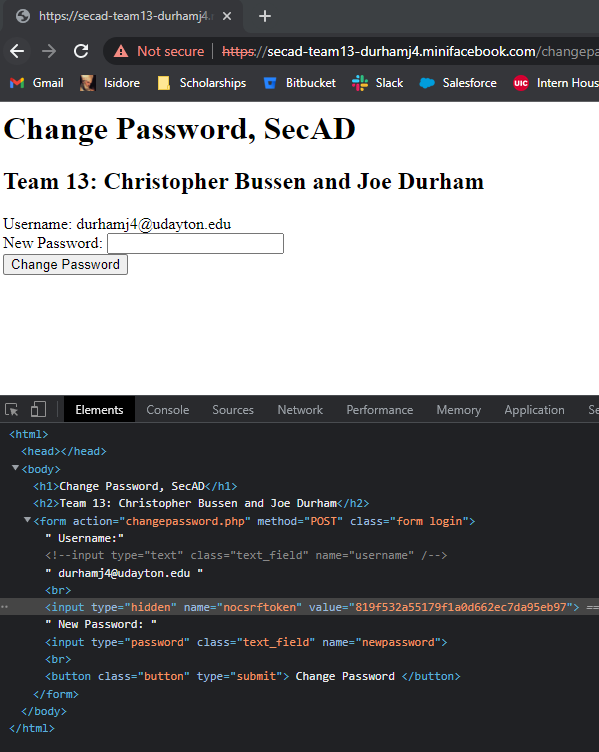 https://secad-team13-durhamj4.
Not secure https://secad-team13-durhamj4.minifacebook.com/changepa
Gmail Isidore Scholarships Bitbucket Slack Salesforce UIC Intern Hous
Change Password, SecAD
Team 13: Christopher Bussen and Joe Durham
Username: durhamj4@udayton.edu
New Password:
Change Password
Elements Console Sources Network Performance Memory Application Se
<html>
<head></head>
<body>
<h1>Change Password, SecAD</h1>
<h2>Team 13: Christopher Bussen and Joe Durham</h2>
<form action="changepassword.php" method="POST" class="form login">
" Username:"
<!--input type="text" class="text_field" name="username" /-->
" durhamj4@udayton.edu "
<br>
<input type="hidden" name="nocsrftoken" value="819f532a55179f1a0d662ec7da95eb97"> ==
" New Password: "
<input type="password" class="text_field" name="newpassword">
<br>
<button class="button" type="submit"> Change Password </button>
</form>
</body>
</html>